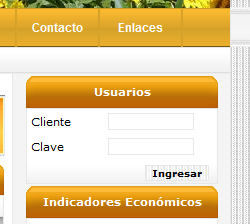 Contacto Enlaces
Usuarios
Cliente
Clave
Ingresar
Indicadores Económicos